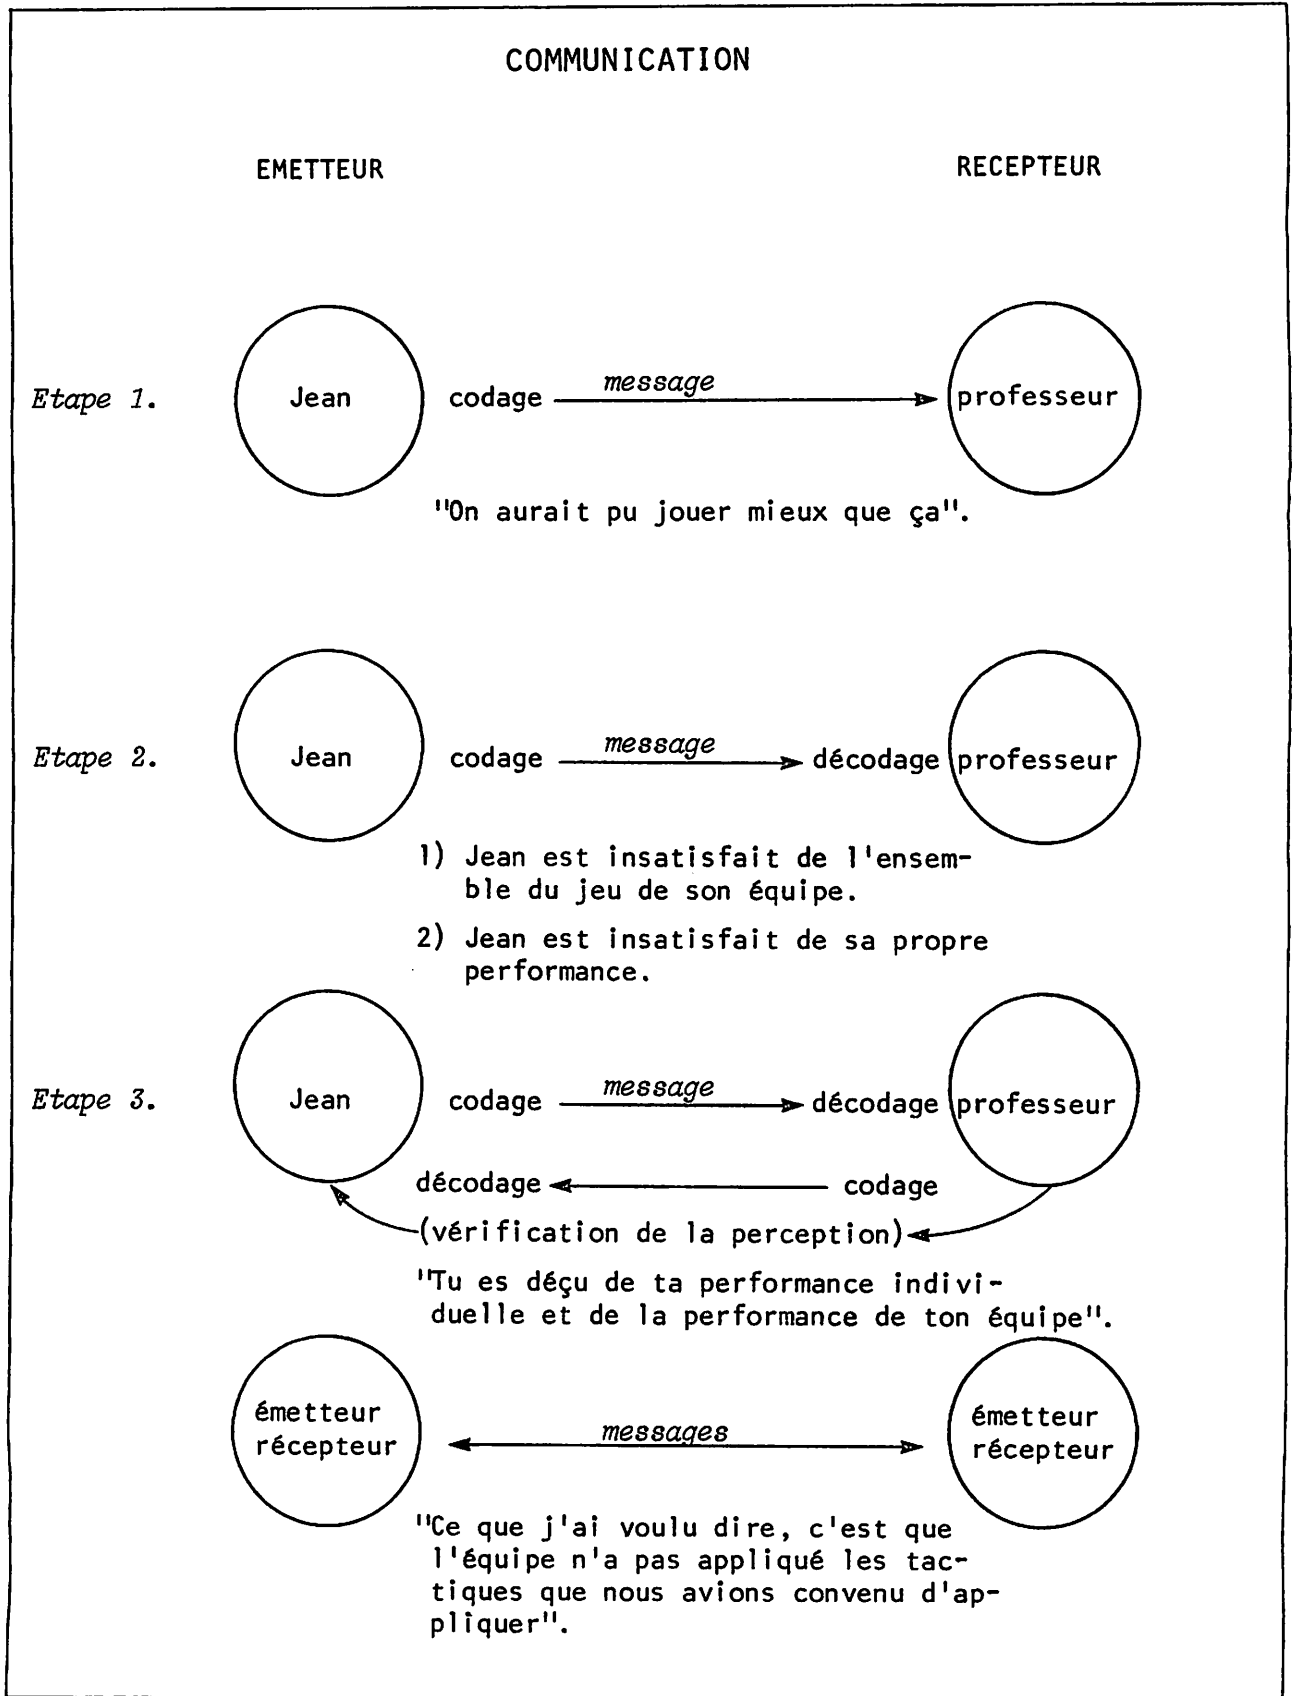 COMMUNICATION
EMETTEUR
RECEPTEUR
Etape 1.
Jean
codage
message
professeur
"On aurait pu jouer mieux que ça".
Etape 2.
Jean
codage
message
décodage
professeur
1) Jean est insatisfait de l'ensem-
ble du jeu de son équipe.
2) Jean est insatisfait de sa propre
performance.
Etape 3.
Jean
codage
message
décodage
professeur
décodage
codage
(vérification de la perception)
"Tu es déçu de ta performance indivi-
duelle et de la performance de ton équipe".
émetteur
récepteur
messages
émetteur
récepteur
"Ce que j'ai voulu dire, c'est que
l'équipe n'a pas appliqué les tac-
tiques que nous avions convenu d'ap-
pliquer".